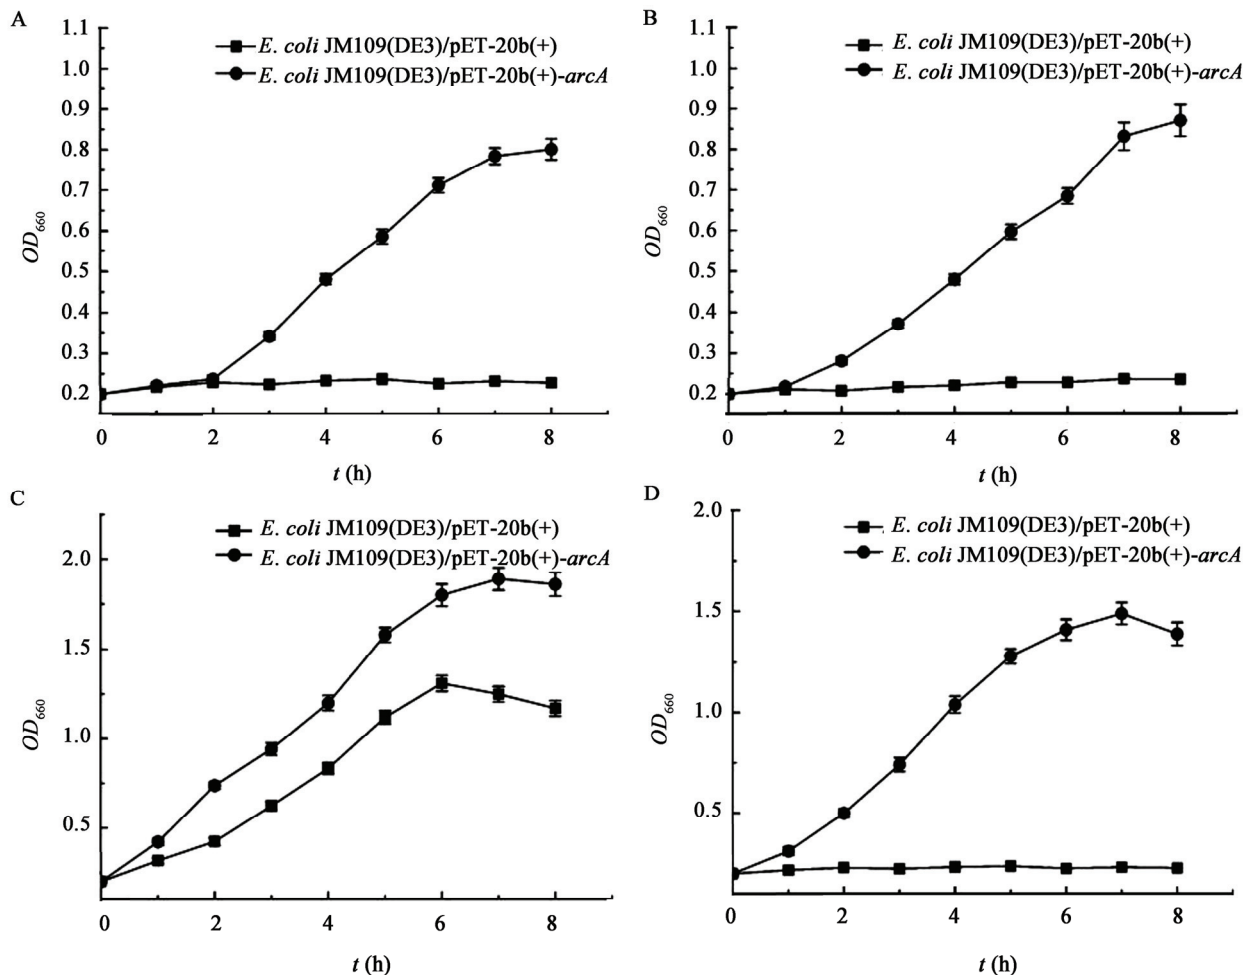 A
E. coli JM109(DE3)/pET-20b(+)
E. coli JM109(DE3)/pET-20b(+)-arcA
1.1
1.0
0.9
0.8
0.7
0.6
0.5
0.4
0.3
0.2
OD660
0 2 4 6 8
t (h)
B
E. coli JM109(DE3)/pET-20b(+)
E. coli JM109(DE3)/pET-20b(+)-arcA
1.1
1.0
0.9
0.8
0.7
0.6
0.5
0.4
0.3
0.2
OD660
0 2 4 6 8
t (h)
C
E. coli JM109(DE3)/pET-20b(+)
E. coli JM109(DE3)/pET-20b(+)-arcA
2.0
1.5
1.0
0.5
OD660
0 2 4 6 8
t (h)
D
E. coli JM109(DE3)/pET-20b(+)
E. coli JM109(DE3)/pET-20b(+)-arcA
2.0
1.5
1.0
0.5
OD660
0 2 4 6 8
t (h)